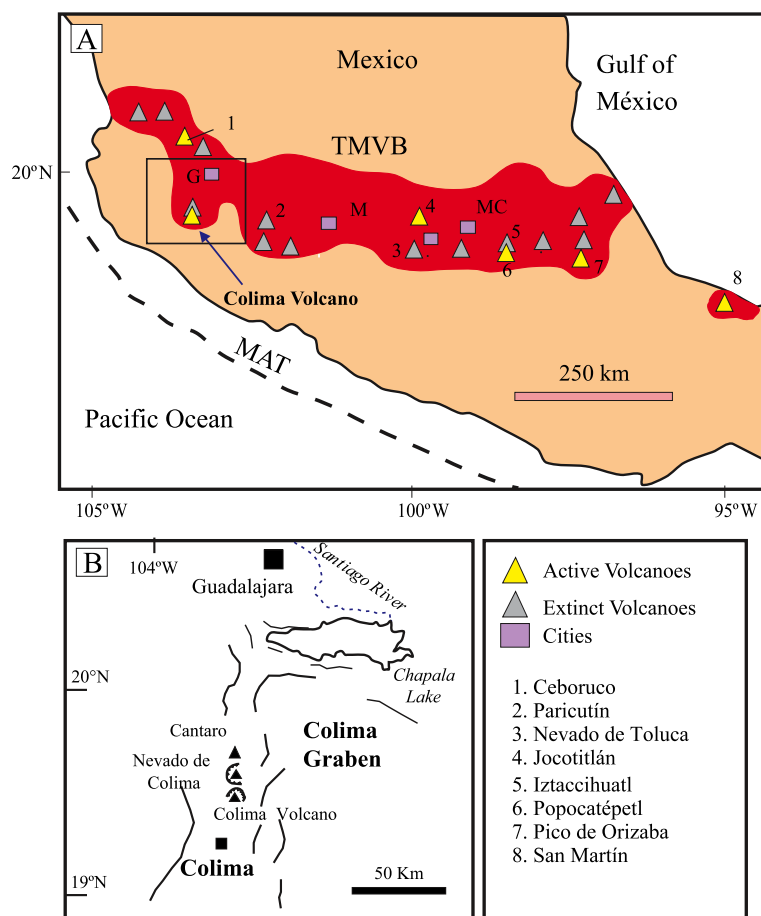 A
Mexico
Gulf of
México
1
TMVB
20ºN
G
2
M
4
MC
3
5
6
7
8
Colima Volcano
MAT
250 km
Pacific Ocean
105ºW
100ºW
95ºW
B
104ºW
Guadalajara
Santiago River
20ºN
Chapala
Lake
Colima
Graben
Cantaro
Nevado de
Colima
Colima Volcano
Colima
19ºN
50 Km
Active Volcanoes
Extinct Volcanoes
Cities
1. Ceboruco
2. Paricutín
3. Nevado de Toluca
4. Jocotitlán
5. Iztaccihuatl
6. Popocatépetl
7. Pico de Orizaba
8. San Martín